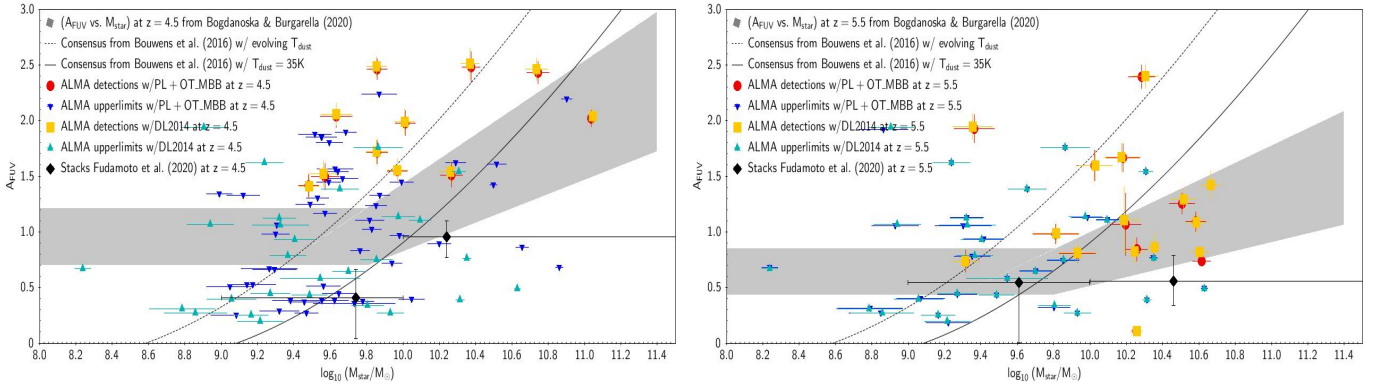 3.0
2.5
2.0
1.5
1.0
0.5
0
A_FUV
(A_FUV vs. M_star) at z = 4.5 from Bogdanoska & Burgarella (2020)
Consensus from Bouwens et al. (2016) w/ evolving T_dust
Consensus from Bouwens et al. (2016) w/ T_dust = 35K
ALMA detections w/PL + OT_MBB at z = 4.5
ALMA upperlimits w/PL + OT_MBB at z = 4.5
ALMA detections w/DL2014 at z = 4.5
ALMA upperlimits w/DL2014 at z = 4.5
Stacks Fudamoto et al. (2020) at z = 4.5
8.0 8.2 8.4 8.6 8.8 9.0 9.2 9.4 9.6 9.8 10.0 10.2 10.4 10.6 10.8 11.0 11.2 11.4
log10 (M_star/M⊙)
3.0
2.5
2.0
1.5
1.0
0.5
0
A_FUV
(A_FUV vs. M_star) at z = 5.5 from Bogdanoska & Burgarella (2020)
Consensus from Bouwens et al. (2016) w/ evolving T_dust
Consensus from Bouwens et al. (2016) w/ T_dust = 35K
ALMA detections w/PL + OT_MBB at z = 5.5
ALMA upperlimits w/PL + OT_MBB at z = 5.5
ALMA detections w/DL2014 at z = 5.5
ALMA upperlimits w/DL2014 at z = 5.5
Stacks Fudamoto et al. (2020) at z = 5.5
8.0 8.2 8.4 8.6 8.8 9.0 9.2 9.4 9.6 9.8 10.0 10.2 10.4 10.6 10.8 11.0 11.2 11.4
log10 (M_star/M⊙)